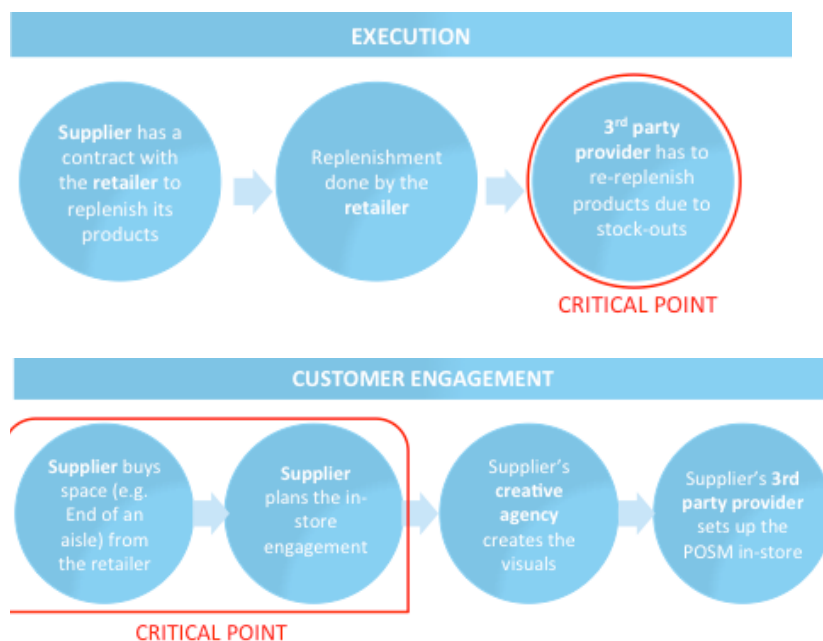 EXECUTION
Supplier has a
contract with
the retailer to
replenish its
products
Replenishment
done by the
retailer
3rd party
provider has to
re-replenish
products due to
stock-outs
CRITICAL POINT
CUSTOMER ENGAGEMENT
Supplier buys
space (e.g.
End of an
aisle) from
the retailer
Supplier
plans the in-
store
engagement
Supplier's
creative
agency
creates the
visuals
Supplier's 3rd
party provider
sets up the
POSM in-store
CRITICAL POINT